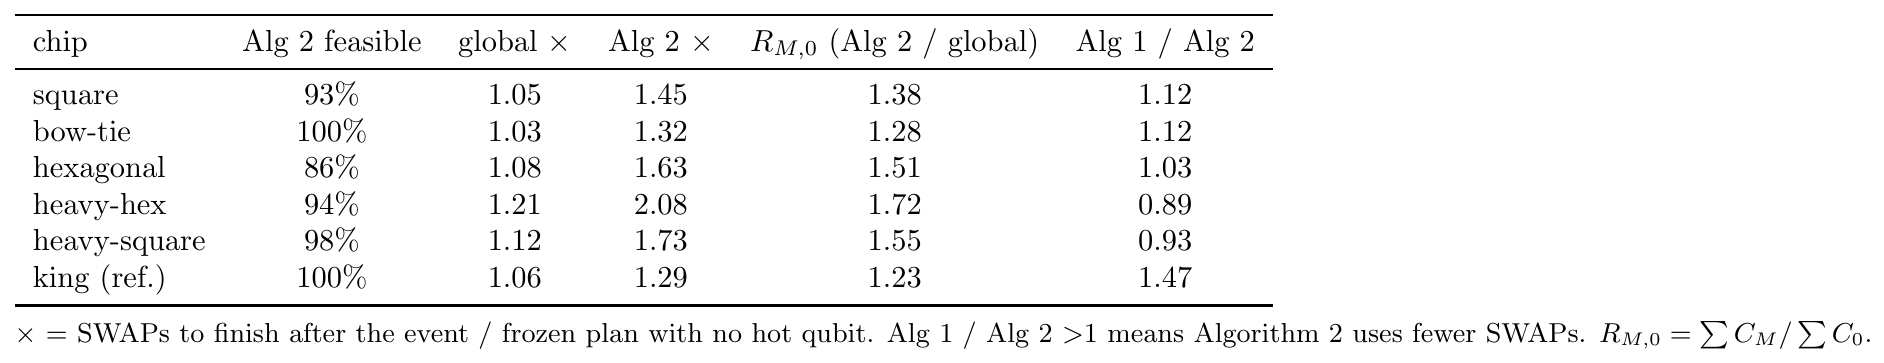 chip Alg 2 feasible global × Alg 2 × R_{M,0} (Alg 2 / global) Alg 1 / Alg 2
square 93% 1.05 1.45 1.38 1.12
bow-tie 100% 1.03 1.32 1.28 1.12
hexagonal 86% 1.08 1.63 1.51 1.03
heavy-hex 94% 1.21 2.08 1.72 0.89
heavy-square 98% 1.12 1.73 1.55 0.93
king (ref.) 100% 1.06 1.29 1.23 1.47
× = SWAPs to finish after the event / frozen plan with no hot qubit. Alg 1 / Alg 2 >1 means Algorithm 2 uses fewer SWAPs. R_{M,0} = ∑ C_M / ∑ C_0.